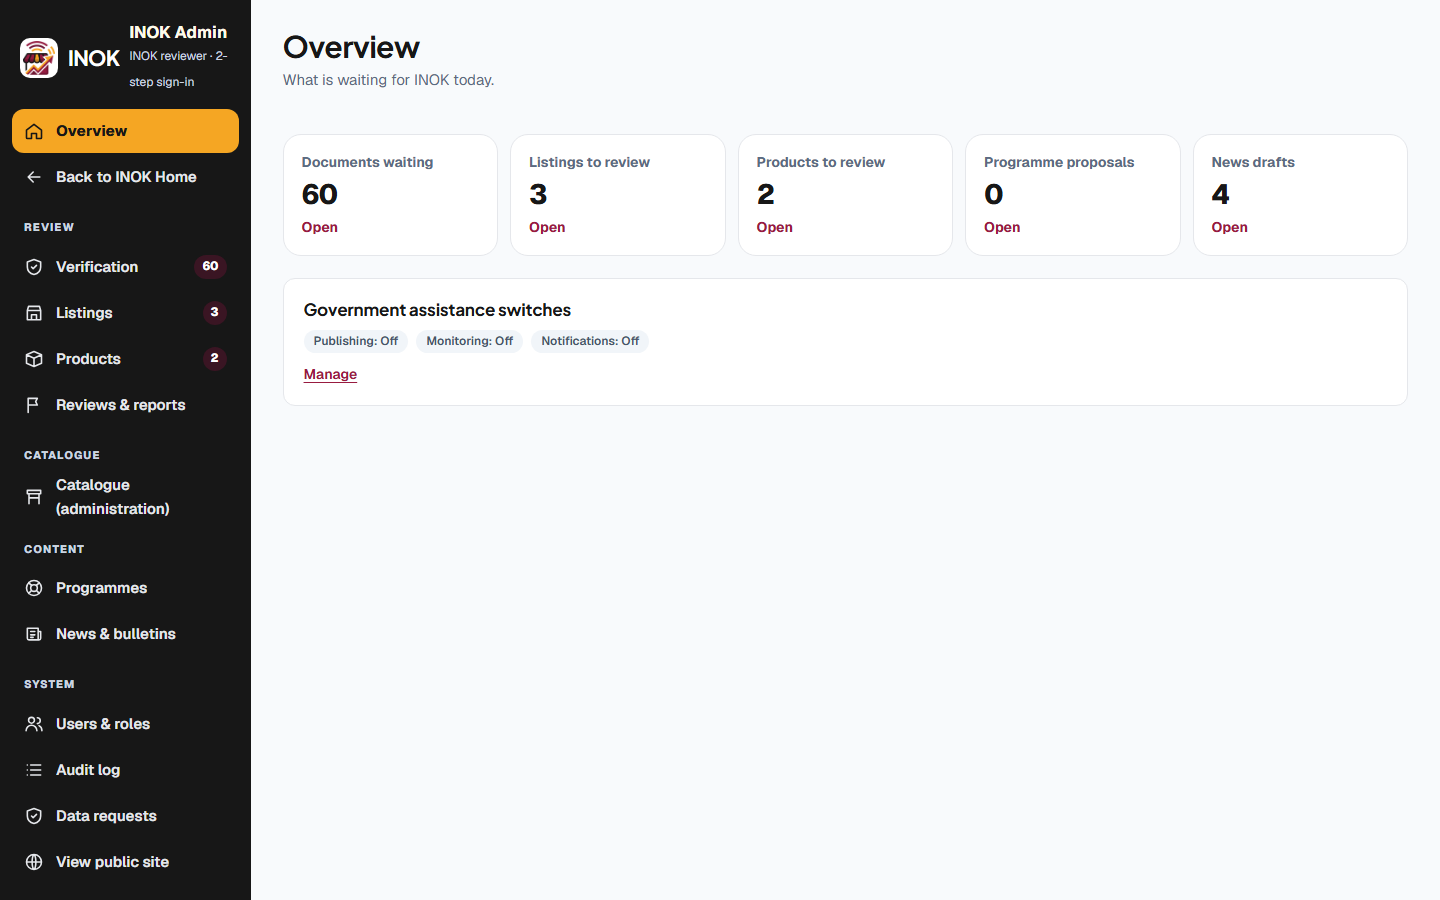 INOK
INOK Admin
INOK reviewer · 2-
step sign-in
Overview
Back to INOK Home
REVIEW
Verification 60
Listings 3
Products 2
Reviews & reports
CATALOGUE
Catalogue
(administration)
CONTENT
Programmes
News & bulletins
SYSTEM
Users & roles
Audit log
Data requests
View public site
Overview
What is waiting for INOK today.
Documents waiting
60
Open
Listings to review
3
Open
Products to review
2
Open
Programme proposals
0
Open
News drafts
4
Open
Government assistance switches
Publishing: Off Monitoring: Off Notifications: Off
Manage